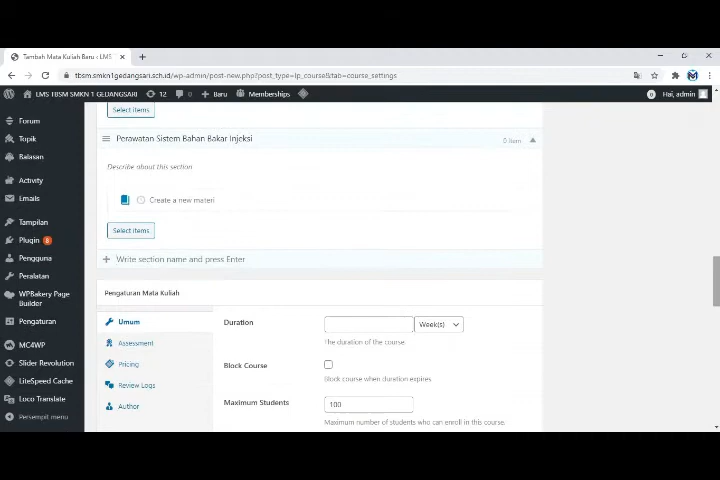 Tambah Mata Kuliah Baru ‹ LMS
tbsm.smkn1gedangsari.sch.id/wp-admin/post-new.php?post_type=lp_course&tab=course_settings
LMS TBSM SMKN 1 GEDANGSARI 12 0 Baru Memberships 0 Hai, admin
Select items
Forum
Topik
Balasan
Activity
Emails
Tampilan
Plugin 8
Pengguna
Peralatan
WPBakery Page
Builder
Pengaturan
MC4WP
Slider Revolution
LiteSpeed Cache
Loco Translate
Persempit menu
Perawatan Sistem Bahan Bakar Injeksi
0 Item
Describe about this section
Create a new materi
Select items
Write section name and press Enter
Pengaturan Mata Kuliah
Umum
Assessment
Pricing
Review Logs
Author
Duration
Week(s)
The duration of the course.
Block Course
Block course when duration expires.
Maximum Students
100
Maximum number of students who can enroll in this course.